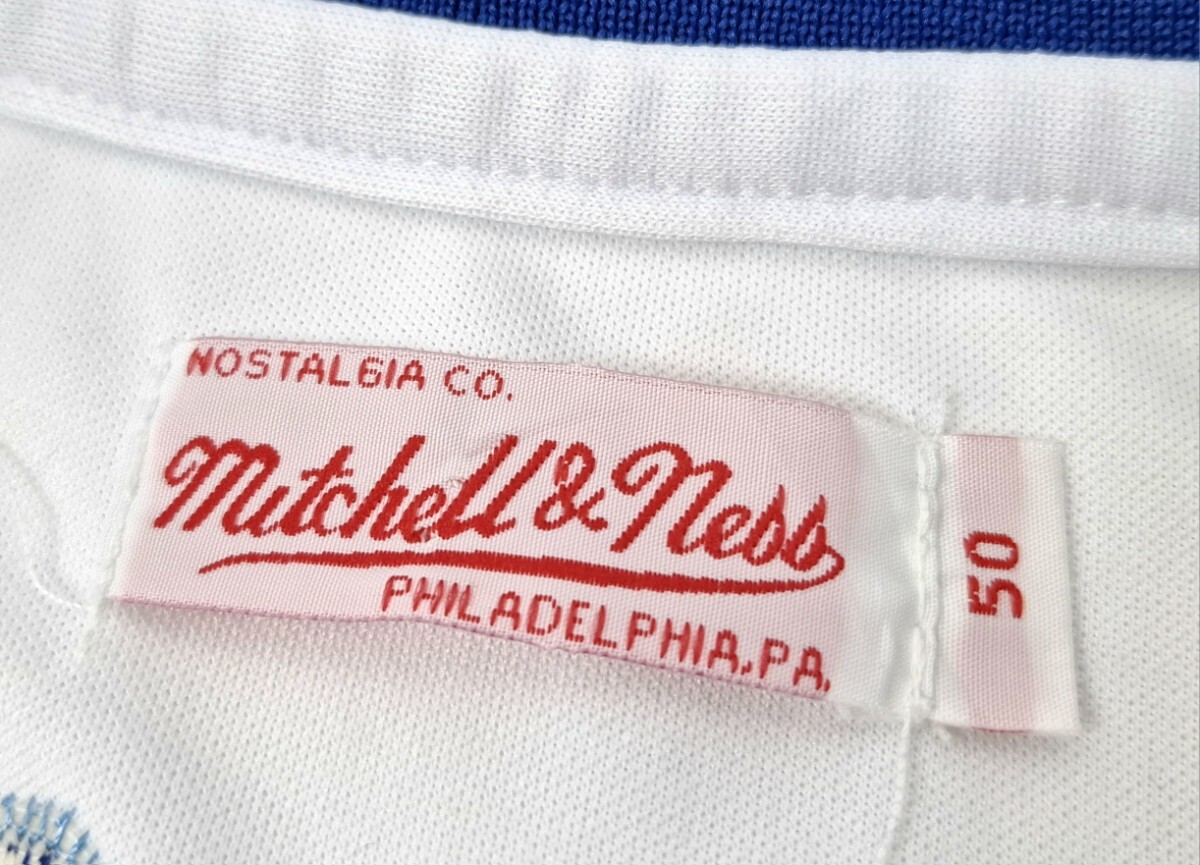 NOSTALGIA CO.
Mitchell & Ness
PHILADELPHIA, PA.
50